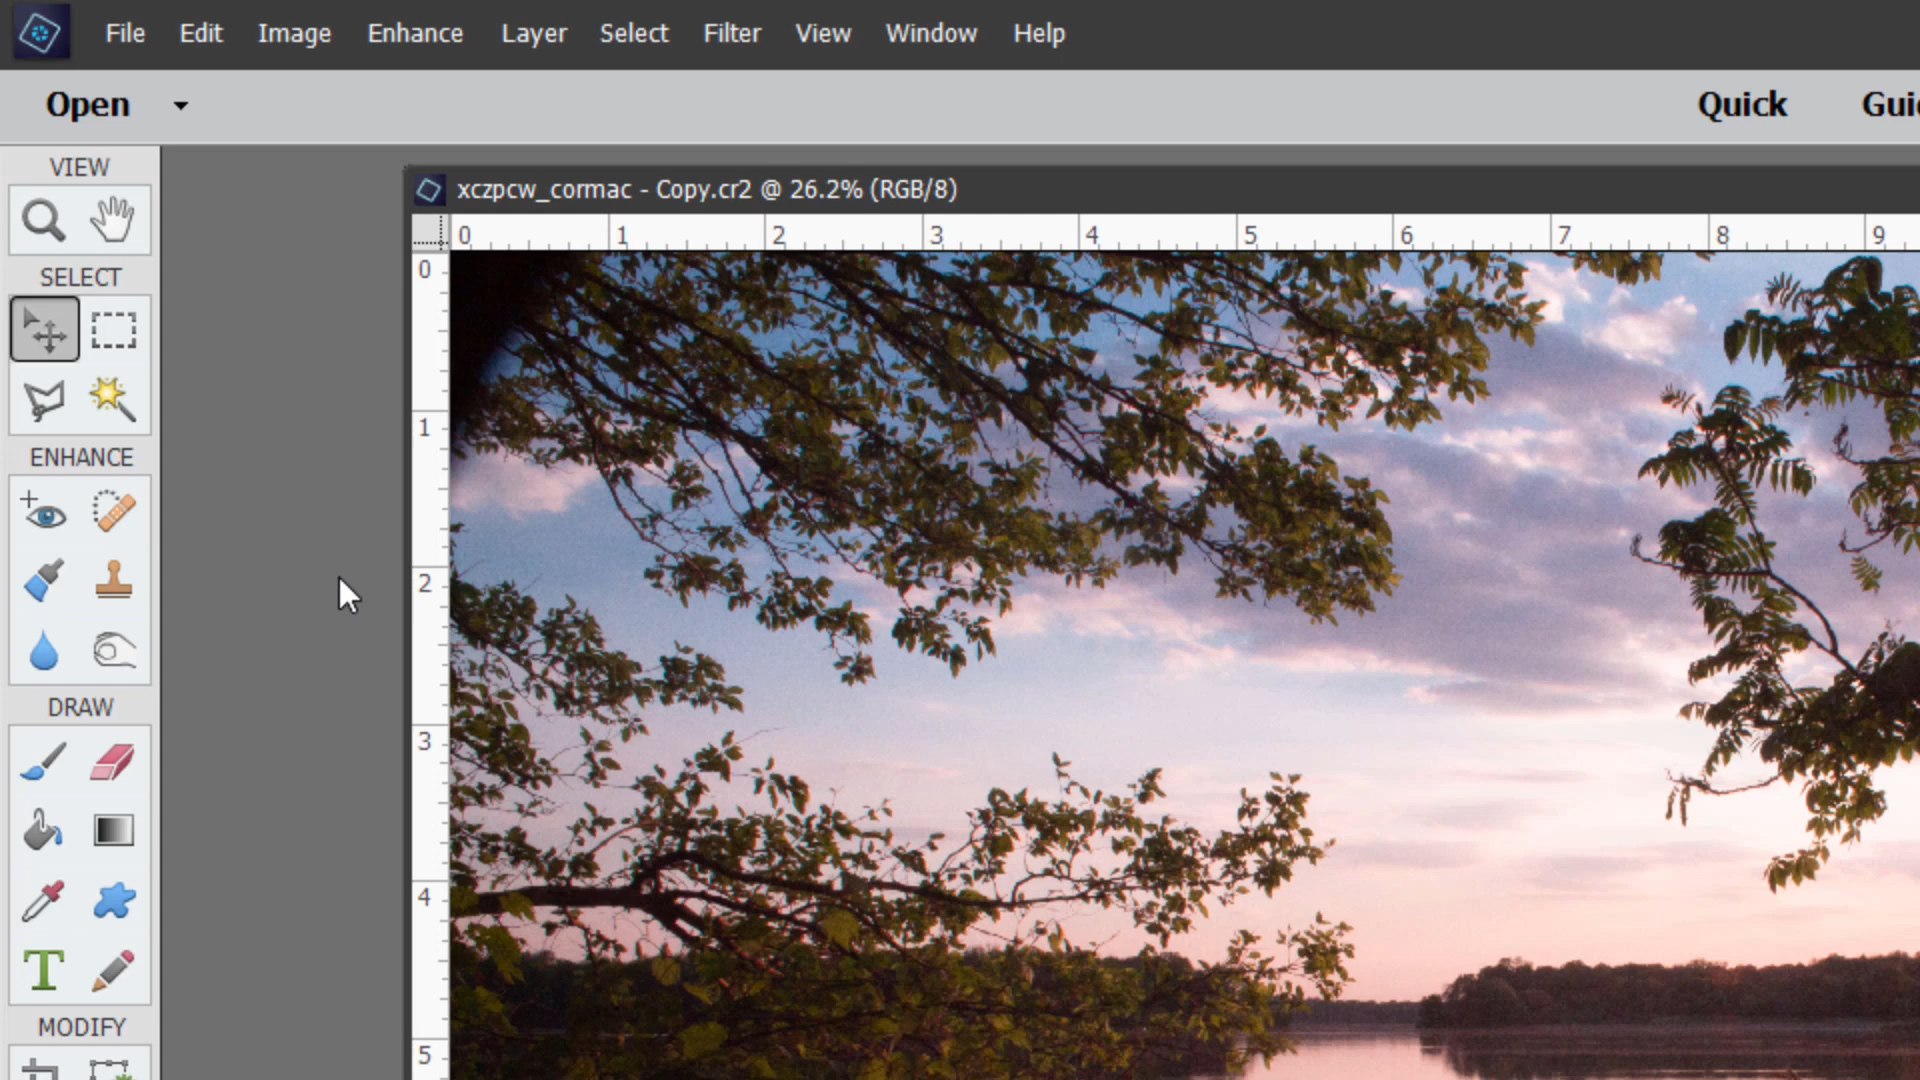 File Edit Image Enhance Layer Select Filter View Window Help
Open Quick
VIEW
xczpcw_cormac - Copy.cr2 @ 26.2% (RGB/8)
0 1 2 3 4 5 6 7 8 9
SELECT
ENHANCE
DRAW
T
MODIFY
0
1
2
3
4
5